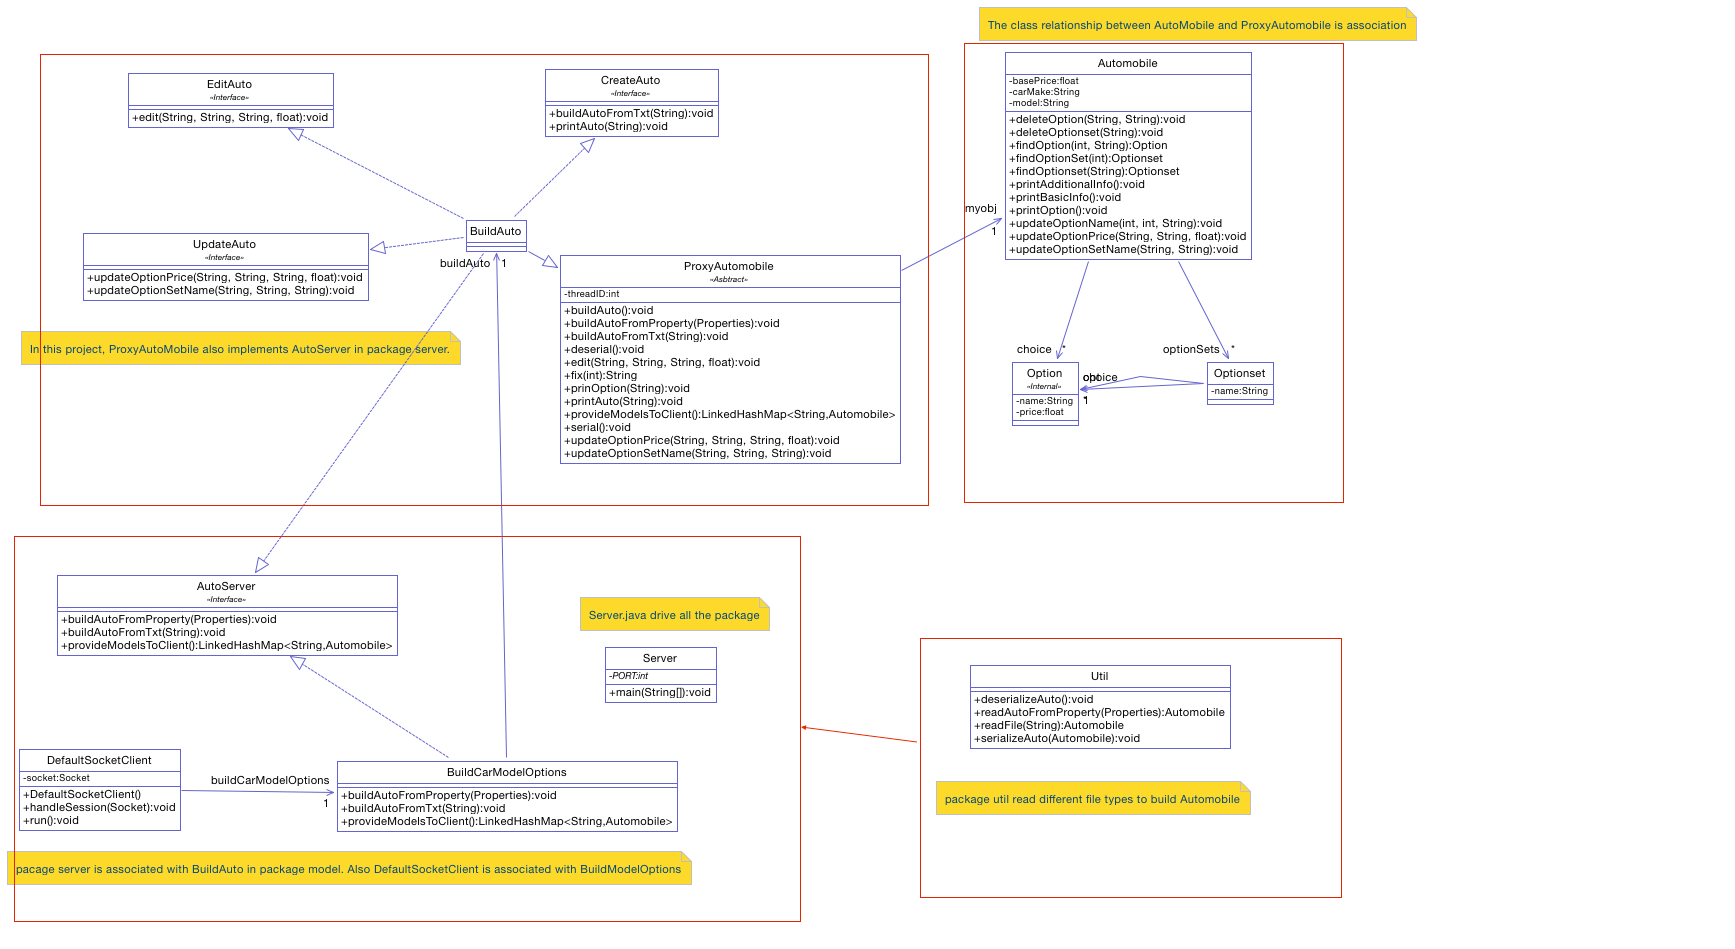 The class relationship between AutoMobile and ProxyAutomobile is association
EditAuto
«Interface»
+edit(String, String, String, float):void
CreateAuto
«Interface»
+buildAutoFromTxt(String):void
+printAuto(String):void
BuildAuto
UpdateAuto
«Interface»
+updateOptionPrice(String, String, String, float):void
+updateOptionSetName(String, String, String):void
buildAuto
1
ProxyAutomobile
«Asbtract»
-threadID:int
+buildAuto():void
+buildAutoFromProperty(Properties):void
+buildAutoFromTxt(String):void
+deserial():void
+edit(String, String, String, float):void
+fix(int):String
+prinOption(String):void
+printAuto(String):void
+provideModelsToClient():LinkedHashMap<String,Automobile>
+serial():void
+updateOptionPrice(String, String, String, float):void
+updateOptionSetName(String, String, String):void
In this project, ProxyAutoMobile also implements AutoServer in package server.
Automobile
-basePrice:float
-carMake:String
-model:String
+deleteOption(String, String):void
+deleteOptionset(String):void
+findOption(int, String):Option
+findOptionSet(int):Optionset
+findOptionset(String):Optionset
+printAdditionalInfo():void
+printBasicInfo():void
+printOption():void
+updateOptionName(int, int, String):void
+updateOptionPrice(String, String, float):void
+updateOptionSetName(String, String):void
myobj
1
choice
*
optionSets
*
Option
«Internal»
-name:String
-price:float
choice
1
Optionset
-name:String
AutoServer
«Interface»
+buildAutoFromProperty(Properties):void
+buildAutoFromTxt(String):void
+provideModelsToClient():LinkedHashMap<String,Automobile>
Server.java drive all the package
Server
-PORT:int
+main(String[]):void
DefaultSocketClient
-socket:Socket
+DefaultSocketClient()
+handleSession(Socket):void
+run():void
buildCarModelOptions
1
BuildCarModelOptions
+buildAutoFromProperty(Properties):void
+buildAutoFromTxt(String):void
+provideModelsToClient():LinkedHashMap<String,Automobile>
pacage server is associated with BuildAuto in package model. Also DefaultSocketClient is associated with BuildModelOptions
Util
+deserializeAuto():void
+readAutoFromProperty(Properties):Automobile
+readFile(String):Automobile
+serializeAuto(Automobile):void
package util read different file types to build Automobile